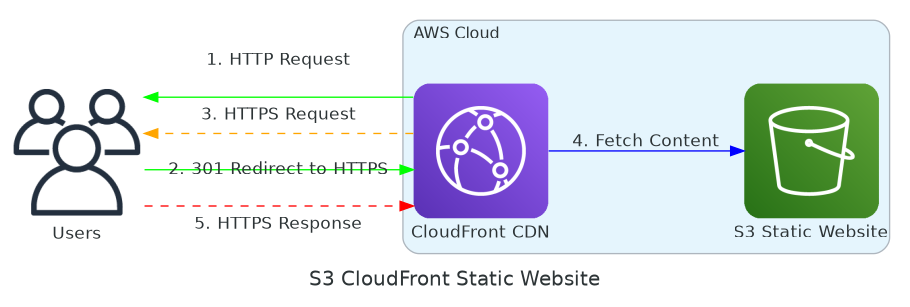 AWS Cloud
1. HTTP Request
3. HTTPS Request
2. 301 Redirect to HTTPS
5. HTTPS Response
4. Fetch Content
Users
CloudFront CDN
S3 Static Website
S3 CloudFront Static Website